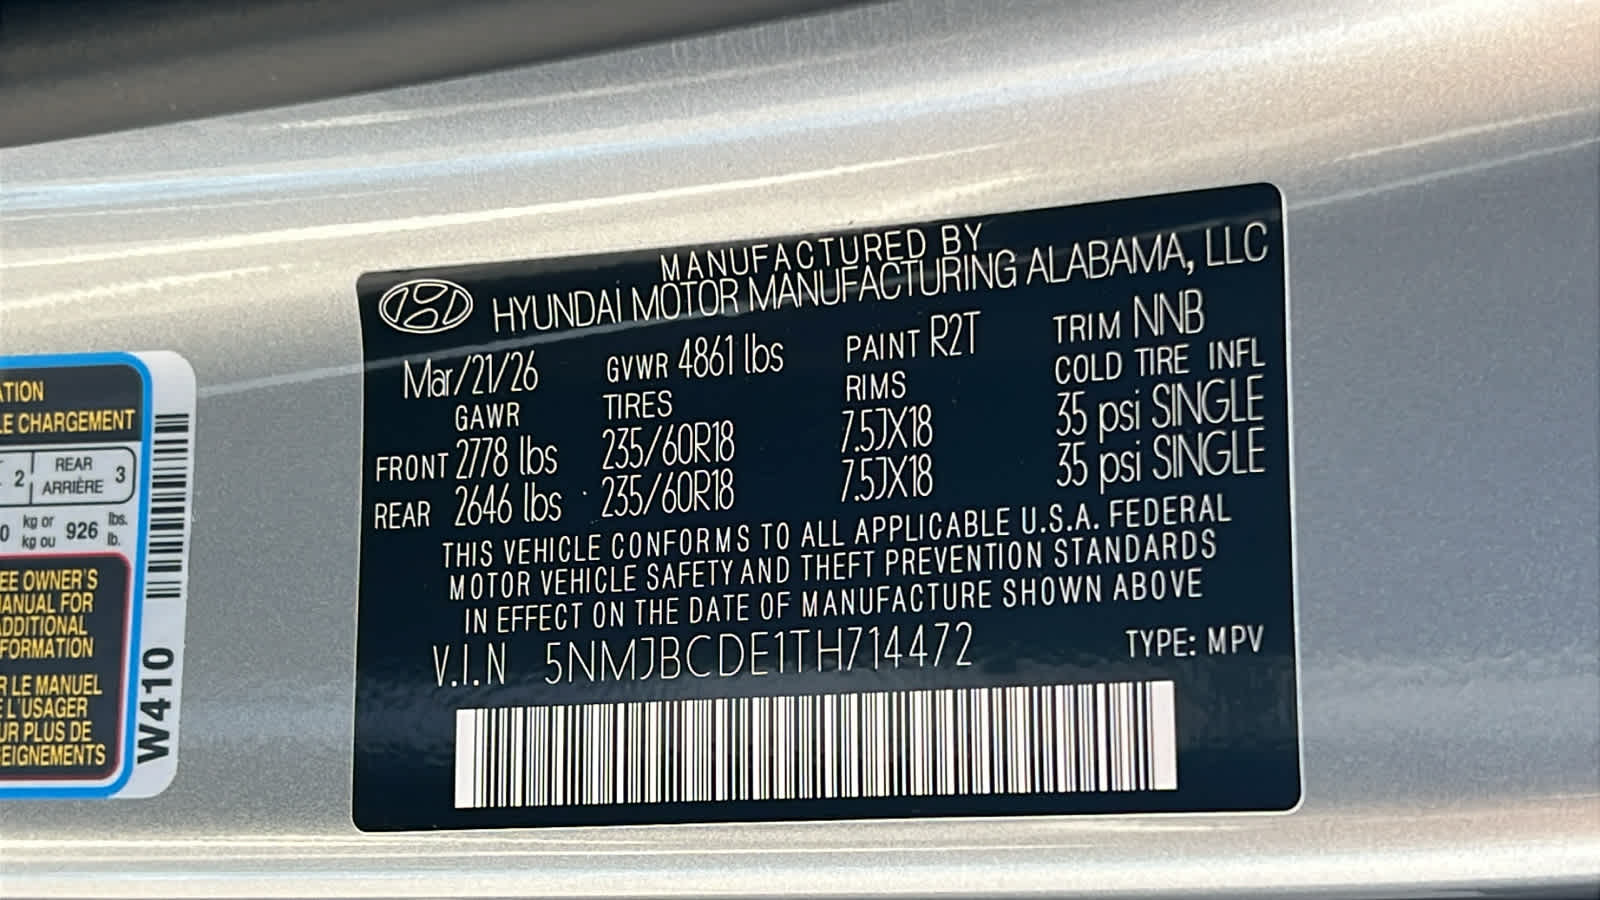 MANUFACTURED BY
HYUNDAI MOTOR MANUFACTURING ALABAMA, LLC
Mar/21/26 GVWR 4861 lbs PAINT R2T TRIM NNB
GAWR TIRES RIMS COLD TIRE INFL
FRONT 2778 lbs 235/60R18 7.5JX18 35 psi SINGLE
REAR 2646 lbs 235/60R18 7.5JX18 35 psi SINGLE
THIS VEHICLE CONFORMS TO ALL APPLICABLE U.S.A. FEDERAL
MOTOR VEHICLE SAFETY AND THEFT PREVENTION STANDARDS
IN EFFECT ON THE DATE OF MANUFACTURE SHOWN ABOVE
V.I.N 5NMJBCDE1TH714472 TYPE: MPV
ATION
LE CHARGEMENT
2 REAR ARRIÈRE 3
0 kg or kg ou 926 lbs. lb.
EE OWNER'S
MANUAL FOR
ADDITIONAL
FORMATION
R LE MANUEL
E L'USAGER
UR PLUS DE
SEIGNEMENTS
W410